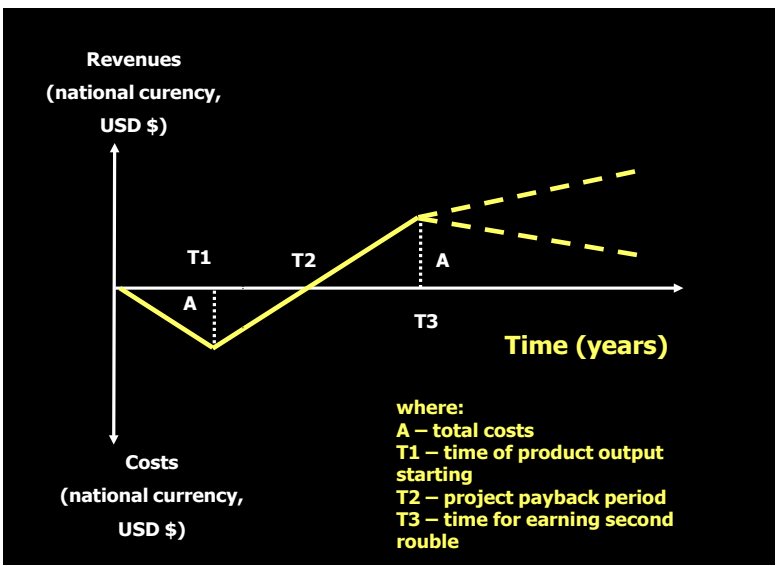 Revenues
(national curency,
USD $)
T1
T2
A
A
T3
Time (years)
Costs
(national currency,
USD $)
where:
A – total costs
T1 – time of product output
starting
T2 – project payback period
T3 – time for earning second
rouble